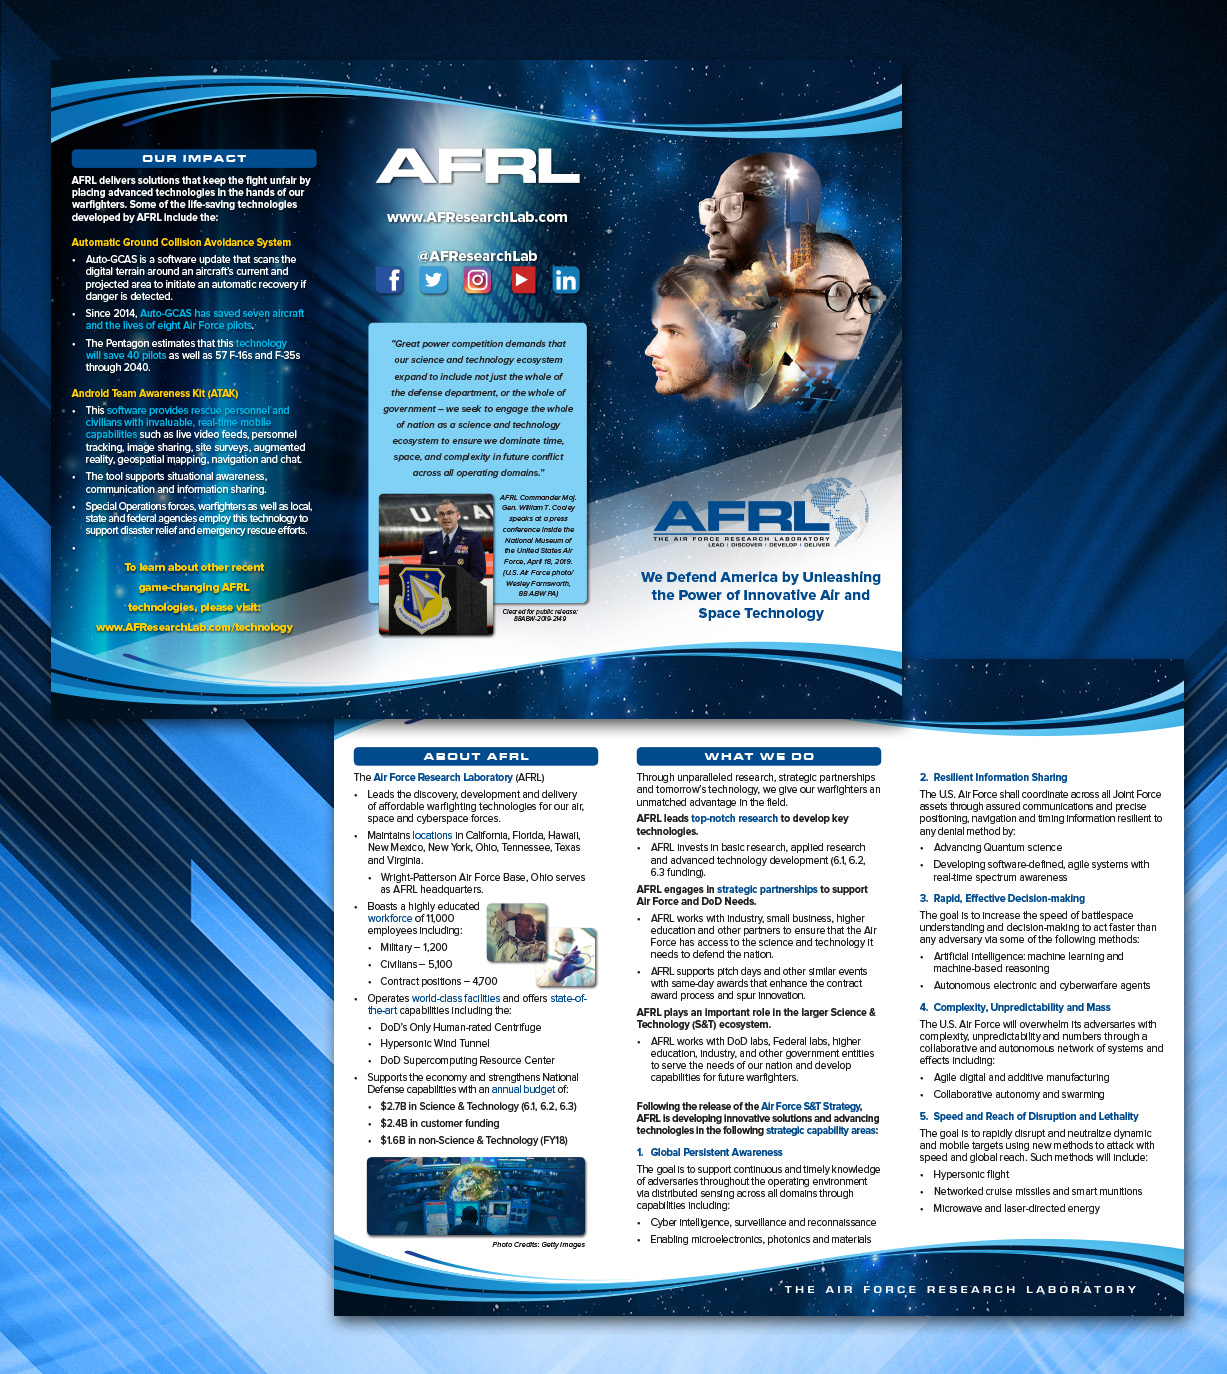 OUR IMPACT
AFRL delivers solutions that keep the fight unfair by
placing advanced technologies in the hands of our
warfighters. Some of the life-saving technologies
developed by AFRL include the:
Automatic Ground Collision Avoidance System
• Auto-GCAS is a software update that scans the
digital terrain around an aircraft's current and
projected area to initiate an automatic recovery if
danger is detected.
• Since 2014, Auto-GCAS has saved seven aircraft
and the lives of eight Air Force pilots.
• The Pentagon estimates that this technology
will save 40 pilots as well as 57 F-16s and F-35s
through 2040.
Android Team Awareness Kit (ATAK)
• This software provides rescue personnel and
civilians with invaluable, real-time mobile
capabilities such as live video feeds, personnel
tracking, image sharing, site surveys, augmented
reality, geospatial mapping, navigation and chat.
• The tool supports situational awareness,
communication and information sharing.
• Special Operations forces, warfighters as well as local,
state and federal agencies employ this technology to
support disaster relief and emergency rescue efforts.
•
To learn about other recent
game-changing AFRL
technologies, please visit:
www.AFResearchLab.com/technology
AFRL
www.AFResearchLab.com
@AFResearchLab
"Great power competition demands that
our science and technology ecosystem
expand to include not just the whole of
the defense department, or the whole of
government – we seek to engage the whole
of nation as a science and technology
ecosystem to ensure we dominate time,
space, and complexity in future conflict
across all operating domains."
AFRL Commander Maj.
Gen. William T. Cooley
speaks at a press
conference inside the
National Museum of
the United States Air
Force, April 18, 2019.
(U.S. Air Force photo/
Wesley Farnsworth,
88 ABW PA)
Cleared for public release:
88ABW-2019-2149
AFRL
THE AIR FORCE RESEARCH LABORATORY
LEAD | DISCOVER | DEVELOP | DELIVER
We Defend America by Unleashing
the Power of Innovative Air and
Space Technology
ABOUT AFRL
The Air Force Research Laboratory (AFRL)
• Leads the discovery, development and delivery
of affordable warfighting technologies for our air,
space and cyberspace forces.
• Maintains locations in California, Florida, Hawaii,
New Mexico, New York, Ohio, Tennessee, Texas
and Virginia.
• Wright-Patterson Air Force Base, Ohio serves
as AFRL headquarters.
• Boasts a highly educated
workforce of 11,000
employees including:
• Military – 1,200
• Civilians – 5,100
• Contract positions – 4,700
• Operates world-class facilities and offers state-of-
the-art capabilities including the:
• DoD's Only Human-rated Centrifuge
• Hypersonic Wind Tunnel
• DoD Supercomputing Resource Center
• Supports the economy and strengthens National
Defense capabilities with an annual budget of:
• $2.7B in Science & Technology (6.1, 6.2, 6.3)
• $2.4B in customer funding
• $1.6B in non-Science & Technology (FY18)
Photo Credits: Getty Images
WHAT WE DO
Through unparalleled research, strategic partnerships
and tomorrow's technology, we give our warfighters an
unmatched advantage in the field.
AFRL leads top-notch research to develop key
technologies.
• AFRL invests in basic research, applied research
and advanced technology development (6.1, 6.2,
6.3 funding).
AFRL engages in strategic partnerships to support
Air Force and DoD Needs.
• AFRL works with industry, small business, higher
education and other partners to ensure that the Air
Force has access to the science and technology it
needs to defend the nation.
• AFRL supports pitch days and other similar events
with same-day awards that enhance the contract
award process and spur innovation.
AFRL plays an important role in the larger Science &
Technology (S&T) ecosystem.
• AFRL works with DoD labs, Federal labs, higher
education, industry, and other government entities
to serve the needs of our nation and develop
capabilities for future warfighters.
Following the release of the Air Force S&T Strategy,
AFRL is developing innovative solutions and advancing
technologies in the following strategic capability areas:
1. Global Persistent Awareness
The goal is to support continuous and timely knowledge
of adversaries throughout the operating environment
via distributed sensing across all domains through
capabilities including:
• Cyber intelligence, surveillance and reconnaissance
• Enabling microelectronics, photonics and materials
2. Resilient Information Sharing
The U.S. Air Force shall coordinate across all Joint Force
assets through assured communications and precise
positioning, navigation and timing information resilient to
any denial method by:
• Advancing Quantum science
• Developing software-defined, agile systems with
real-time spectrum awareness
3. Rapid, Effective Decision-making
The goal is to increase the speed of battlespace
understanding and decision-making to act faster than
any adversary via some of the following methods:
• Artificial Intelligence: machine learning and
machine-based reasoning
• Autonomous electronic and cyberwarfare agents
4. Complexity, Unpredictability and Mass
The U.S. Air Force will overwhelm its adversaries with
complexity, unpredictability and numbers through a
collaborative and autonomous network of systems and
effects including:
• Agile digital and additive manufacturing
• Collaborative autonomy and swarming
5. Speed and Reach of Disruption and Lethality
The goal is to rapidly disrupt and neutralize dynamic
and mobile targets using new methods to attack with
speed and global reach. Such methods will include:
• Hypersonic flight
• Networked cruise missiles and smart munitions
• Microwave and laser-directed energy
THE AIR FORCE RESEARCH LABORATORY